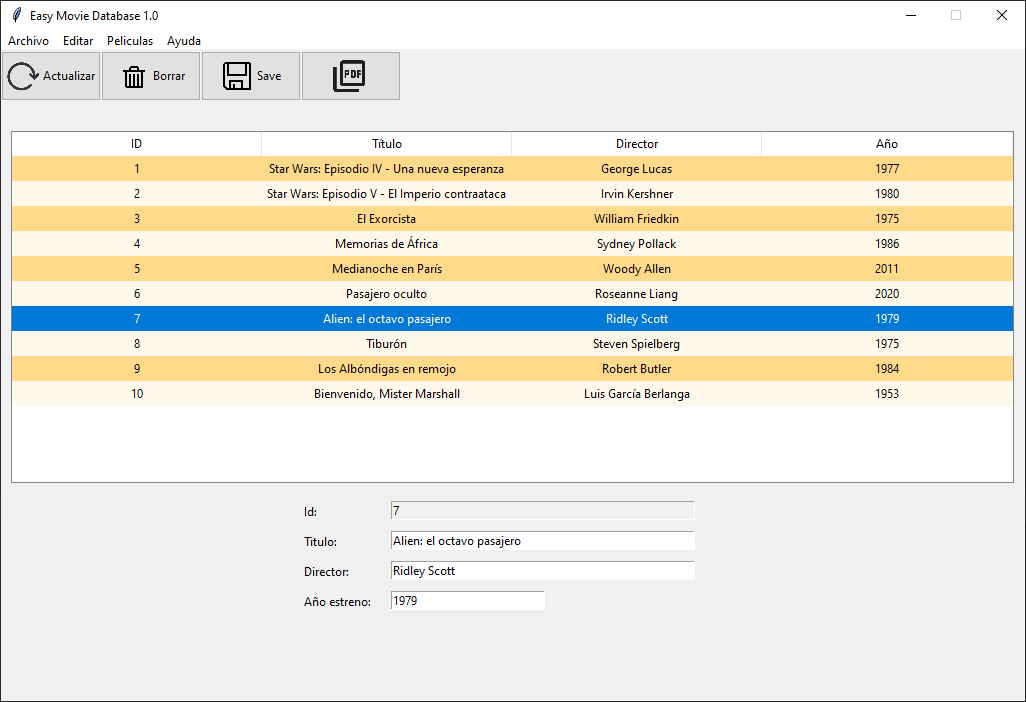 Easy Movie Database 1.0
Archivo Editar Peliculas Ayuda
Actualizar Borrar Save PDF
ID Título Director Año
1 Star Wars: Episodio IV - Una nueva esperanza George Lucas 1977
2 Star Wars: Episodio V - El Imperio contraataca Irvin Kershner 1980
3 El Exorcista William Friedkin 1975
4 Memorias de África Sydney Pollack 1986
5 Medianoche en París Woody Allen 2011
6 Pasajero oculto Roseanne Liang 2020
7 Alien: el octavo pasajero Ridley Scott 1979
8 Tiburón Steven Spielberg 1975
9 Los Albóndigas en remojo Robert Butler 1984
10 Bienvenido, Mister Marshall Luis García Berlanga 1953
Id: 7
Titulo: Alien: el octavo pasajero
Director: Ridley Scott
Año estreno: 1979